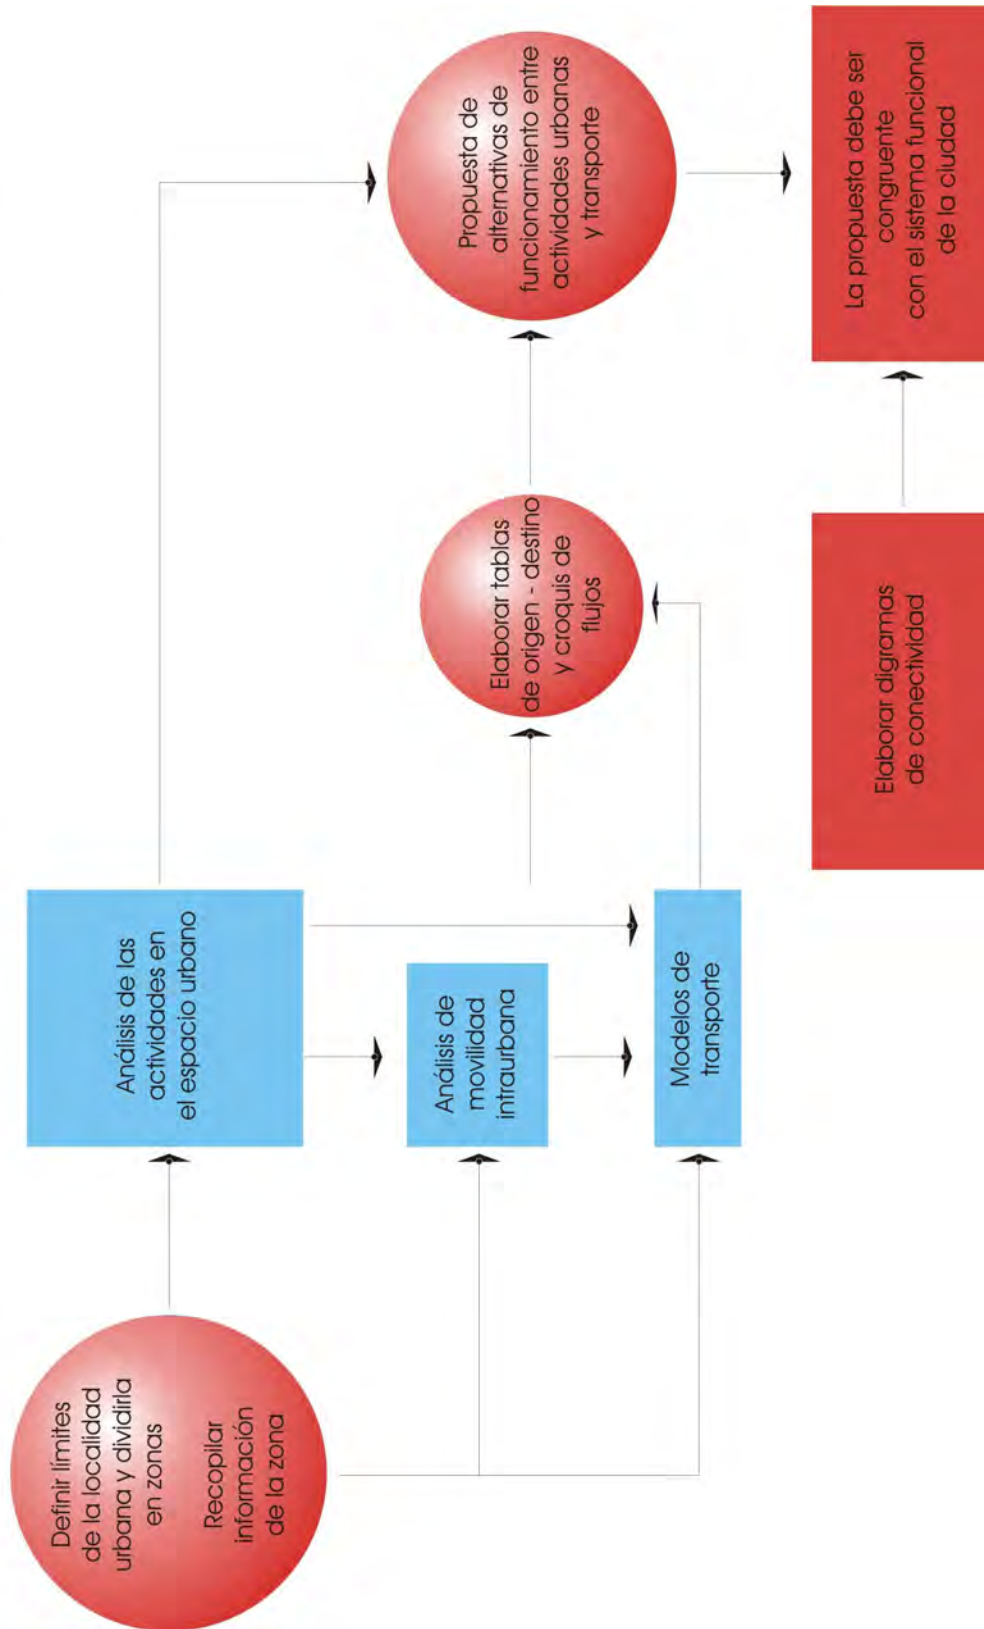 Definir límites
de la localidad
urbana y dividirla
en zonas
Recopilar
información
de la zona
Análisis de las
actividades en
el espacio urbano
Análisis de
movilidad
intraurbana
Modelos de
transporte
Elaborar tablas
de origen - destino
y croquis de
flujos
Propuesta de
alternativas de
funcionamiento entre
actividades urbanas
y transporte
Elaborar digramas
de conectividad
La propuesta debe ser
congruente
con el sistema funcional
de la ciudad